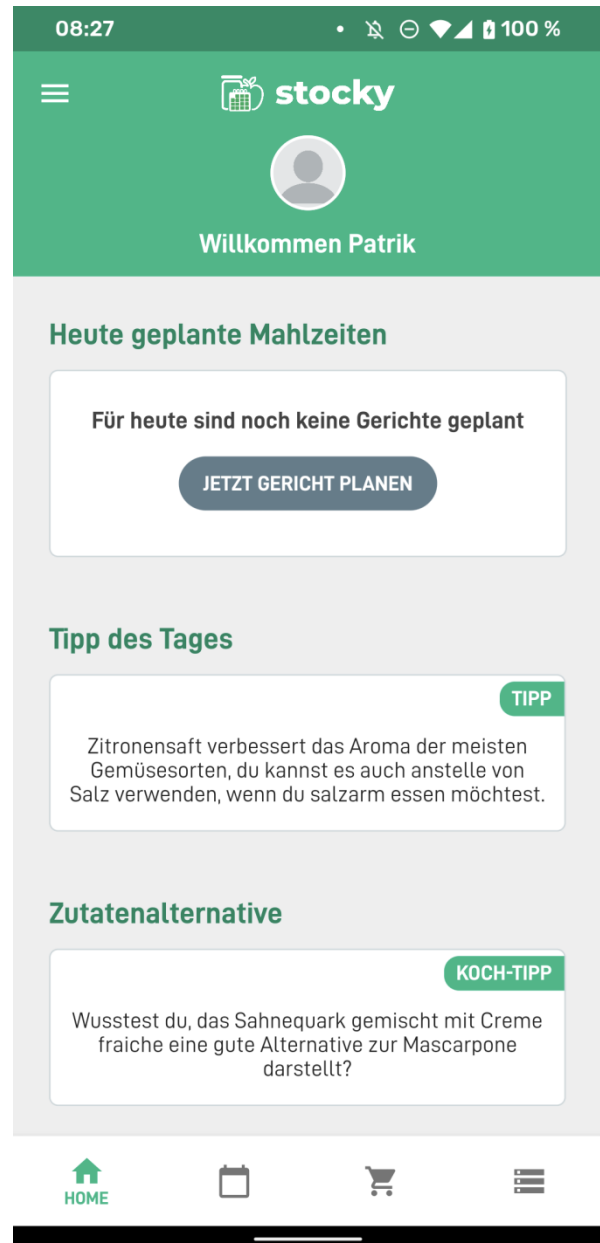 08:27
100 %
stocky
Willkommen Patrik
Heute geplante Mahlzeiten
Für heute sind noch keine Gerichte geplant
JETZT GERICHT PLANEN
Tipp des Tages
TIPP
Zitronensaft verbessert das Aroma der meisten
Gemüsesorten, du kannst es auch anstelle von
Salz verwenden, wenn du salzarm essen möchtest.
Zutatenalternative
KOCH-TIPP
Wusstest du, das Sahnequark gemischt mit Creme
fraiche eine gute Alternative zur Mascarpone
darstellt?
HOME